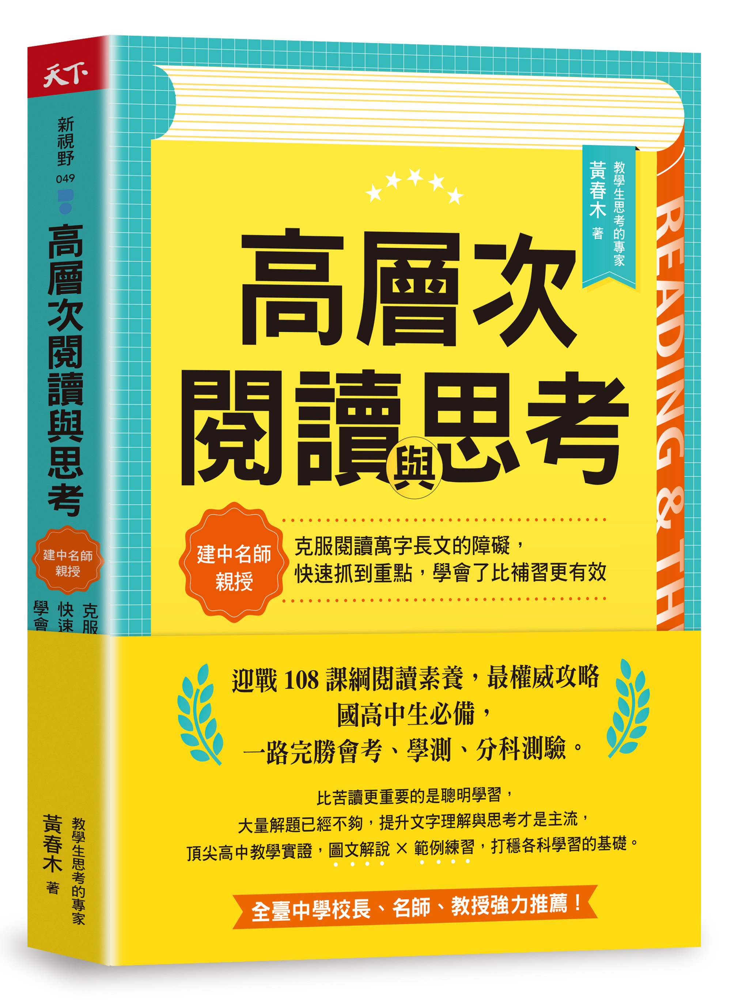 天下
新視野
049
高層次閱讀與思考
建中名師
親授
克服
快速
學會
教學生思考的專家
黃春木 著
教學生思考的專家
黃春木 著
高層次
閱讀與思考
READING & TH
建中名師
親授
克服閱讀萬字長文的障礙，
快速抓到重點，學會了比補習更有效
迎戰 108 課綱閱讀素養，最權威攻略
國高中生必備，
一路完勝會考、學測、分科測驗。
比苦讀更重要的是聰明學習，
大量解題已經不夠，提升文字理解與思考才是主流，
頂尖高中教學實證，圖文解說 × 範例練習，打穩各科學習的基礎。
全臺中學校長、名師、教授強力推薦！